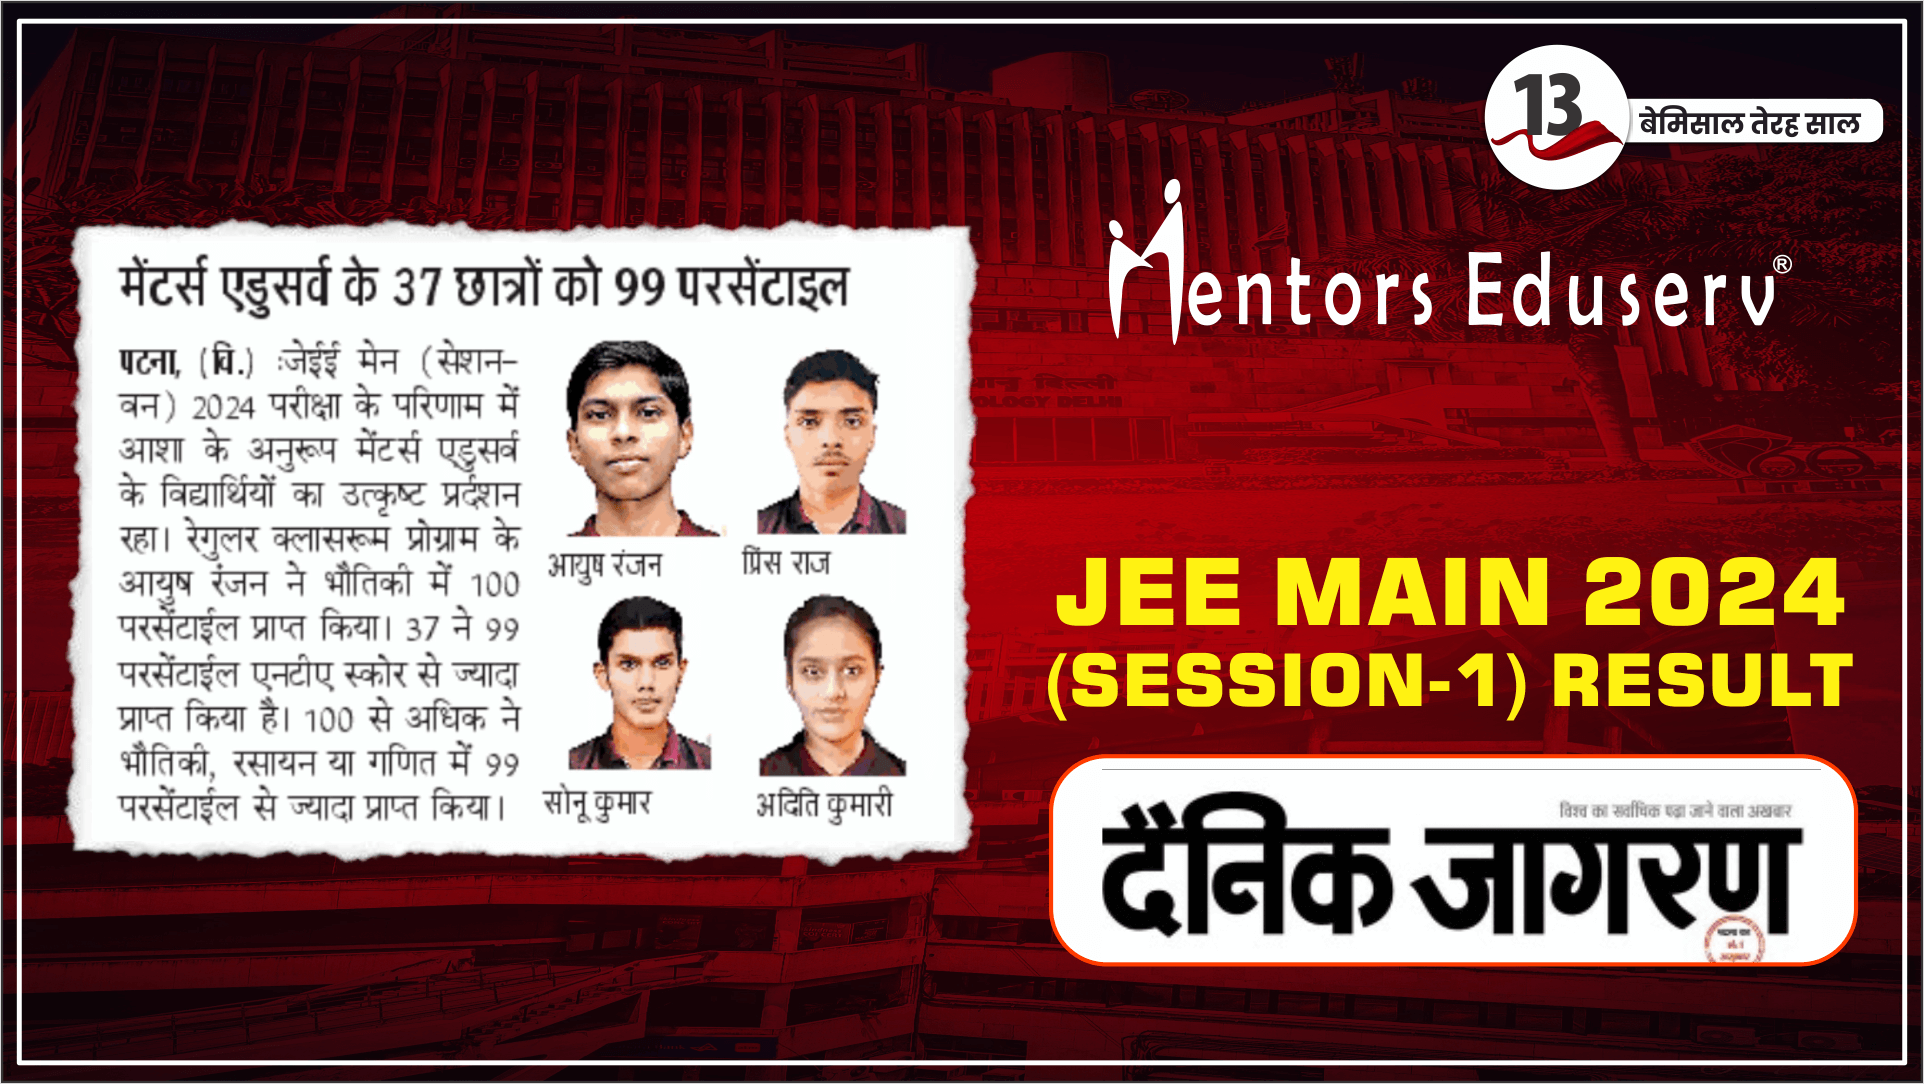 13
बेमिसाल तेरह साल
Mentors Eduserv®
मेंटर्स एडुसर्व के 37 छात्रों को 99 परसेंटाइल
पटना, (वि.) :जेईई मेन (सेशन-
वन) 2024 परीक्षा के परिणाम में
आशा के अनुरूप मेंटर्स एडुसर्व
के विद्यार्थियों का उत्कृष्ट प्रर्दशन
रहा। रेगुलर क्लासरूम प्रोग्राम के
आयुष रंजन ने भौतिकी में 100
परसेंटाईल प्राप्त किया। 37 ने 99
परसेंटाईल एनटीए स्कोर से ज्यादा
प्राप्त किया है। 100 से अधिक ने
भौतिकी, रसायन या गणित में 99
परसेंटाईल से ज्यादा प्राप्त किया।
आयुष रंजन
प्रिंस राज
सोनू कुमार
अदिति कुमारी
JEE MAIN 2024
(SESSION-1) RESULT
विश्व का सर्वाधिक पढ़ा जाने वाला अखबार
दैनिक जागरण